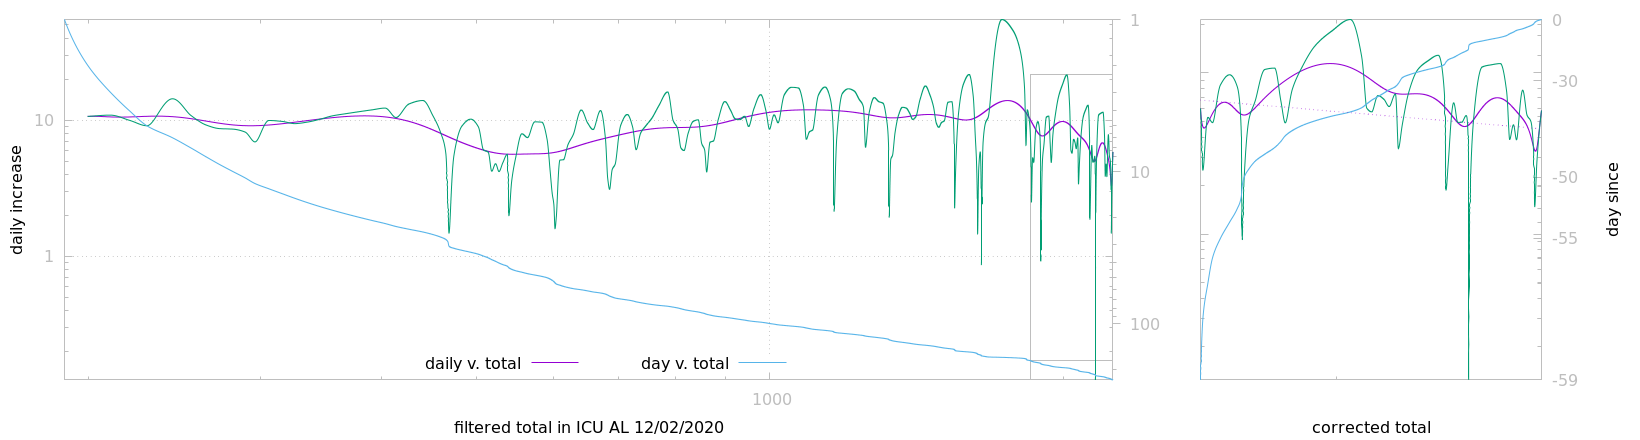 daily increase
10
1
daily v. total
day v. total
1
10
100
1000
filtered total in ICU AL 12/02/2020
0
-30
-50
-55
-59
day since
corrected total